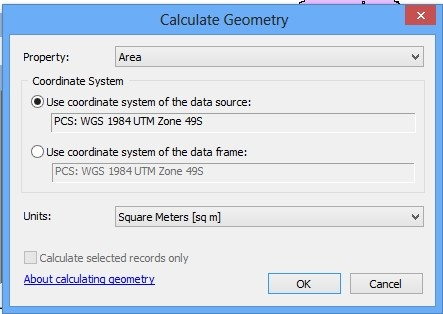 Calculate Geometry
Property: Area
Coordinate System
Use coordinate system of the data source:
PCS: WGS 1984 UTM Zone 49S
Use coordinate system of the data frame:
PCS: WGS 1984 UTM Zone 49S
Units: Square Meters [sq m]
Calculate selected records only
About calculating geometry
OK Cancel